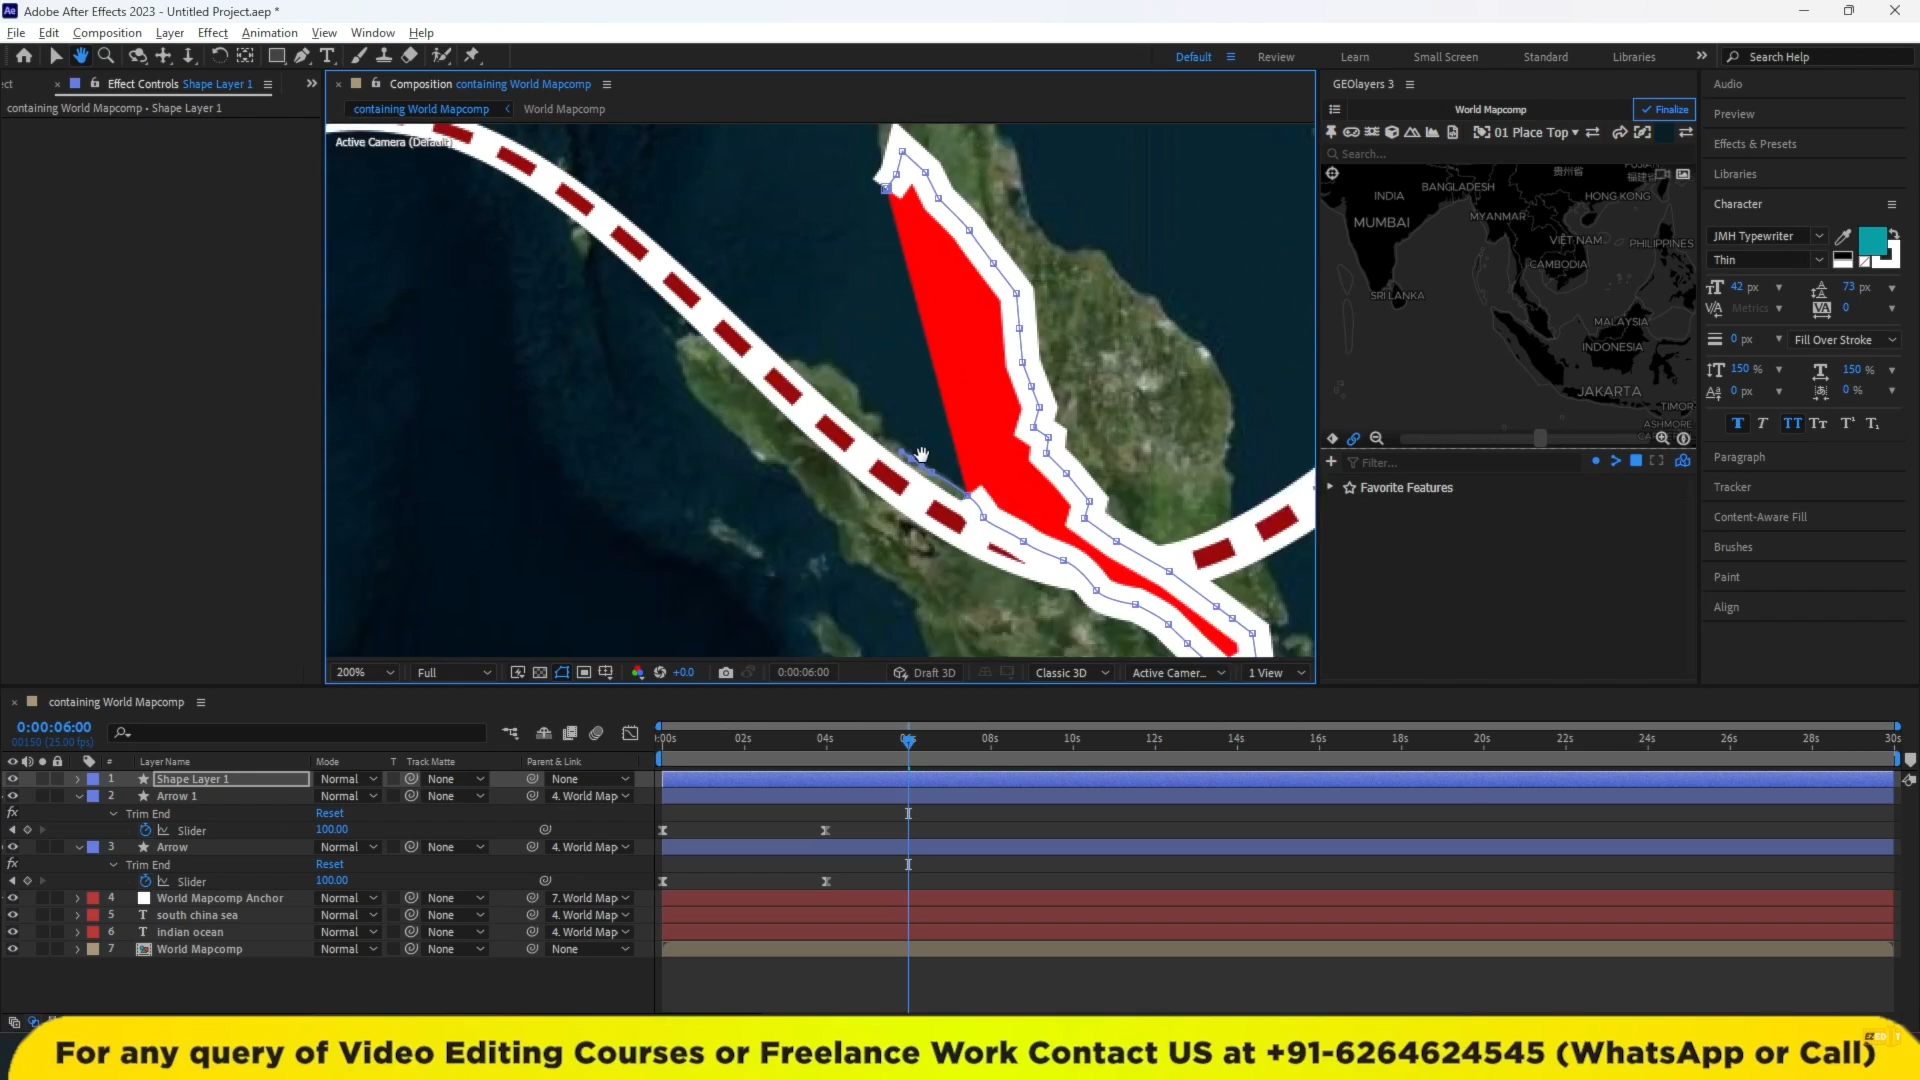 Adobe After Effects 2023 - Untitled Project.aep *
File Edit Composition Layer Effect Animation View Window Help
Default Review Learn Small Screen Standard Libraries Search Help
ect Effect Controls Shape Layer 1
containing World Mapcomp • Shape Layer 1
Composition containing World Mapcomp
containing World Mapcomp World Mapcomp
Active Camera (Default)
200% Full +0.0 0:00:06:00 Draft 3D Classic 3D Active Camer... 1 View
GEOlayers 3
World Mapcomp Finalize
01 Place Top
Search...
INDIA
BANGLADESH
HONG KONG
MUMBAI
MYANMAR
VIỆT NAM
PHILIPPINES
CAMBODIA
SRI LANKA
MALAYSIA
INDONESIA
JAKARTA
TIMOR
ASHMORE
Filter...
Favorite Features
Audio
Preview
Effects & Presets
Libraries
Character
JMH Typewriter
Thin
42 px 73 px
Metrics 0
0 px Fill Over Stroke
150 % 150 %
0 px 0 %
Paragraph
Tracker
Content-Aware Fill
Brushes
Paint
Align
containing World Mapcomp
0:00:06:00
00150 (25.00 fps)
:00s 02s 04s 08s 10s 12s 14s 16s 18s 20s 22s 24s 26s 28s 30s
# Layer Name Mode T Track Matte Parent & Link
1 Shape Layer 1 Normal None None
2 Arrow 1 Normal None 4. World Map
Trim End Reset
Slider 100.00
3 Arrow Normal None 4. World Map
Trim End Reset
Slider 100.00
4 World Mapcomp Anchor Normal None 7. World Map
5 T south china sea Normal None 4. World Map
6 T indian ocean Normal None 4. World Map
7 World Mapcomp Normal None None
For any query of Video Editing Courses or Freelance Work Contact US at +91-6264624545 (WhatsApp or Call)